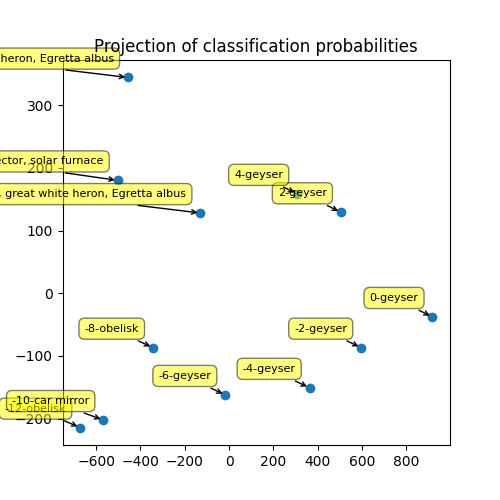 Projection of classification probabilities
heron, Egretta albus
300
ector, solar furnace
200
4-geyser
2-geyser
great white heron, Egretta albus
100
0
0-geyser
-8-obelisk
-2-geyser
−100
-4-geyser
-6-geyser
-10-car mirror
-12-obelisk
−200
−600 −400 −200 0 200 400 600 800